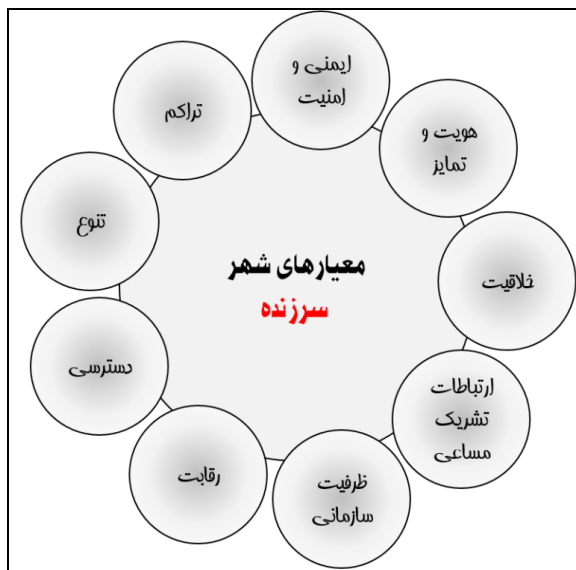 معیارهای شهر
سرزنده
ایمنی و
امنیت
هویت و
تمایز
خلاقیت
ارتباطات
تشریک
مساعی
ظرفیت
سازمانی
رقابت
دسترسی
تنوع
تراکم